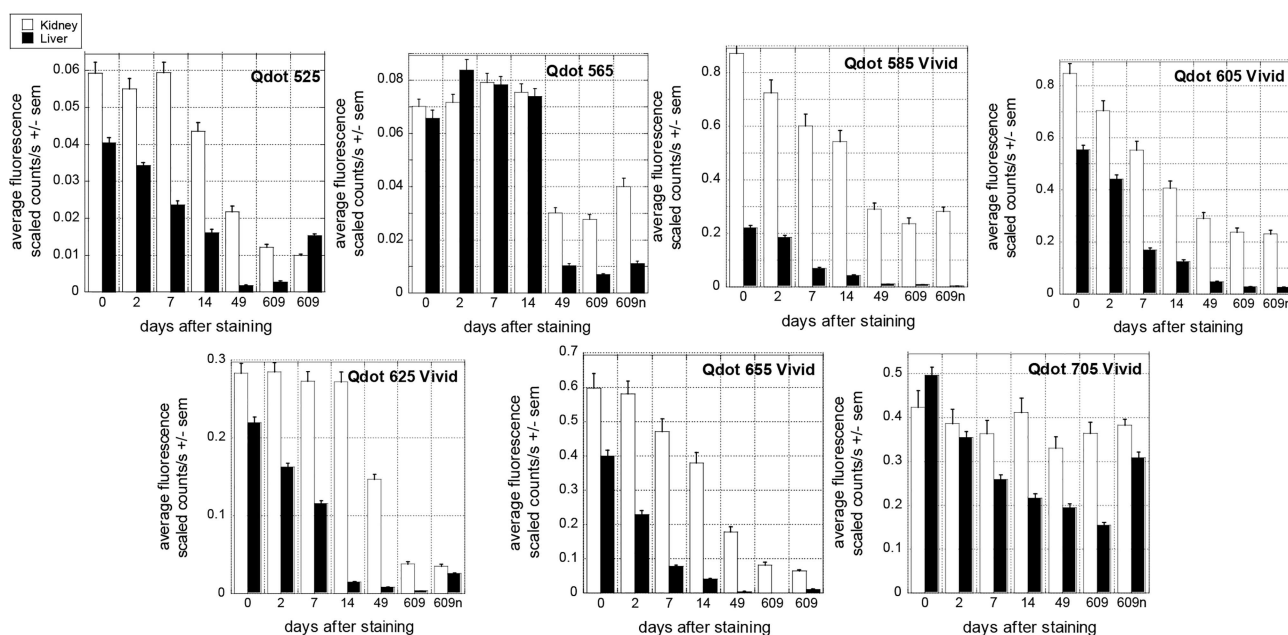 Kidney
Liver
Qdot 525
average fluorescence
scaled counts/s +/- sem
0.06
0.05
0.04
0.03
0.02
0.01
0
0 2 7 14 49 609 609
days after staining
Qdot 565
average fluorescence
scaled counts/s +/- sem
0.08
0.06
0.04
0.02
0
0 2 7 14 49 609 609n
days after staining
Qdot 585 Vivid
average fluorescence
scaled counts/s +/- sem
0.8
0.6
0.4
0.2
0
0 2 7 14 49 609 609n
days after staining
Qdot 605 Vivid
average fluorescence
scaled counts/s +/- sem
0.8
0.6
0.4
0.2
0
0 2 7 14 49 609 609n
days after staining
Qdot 625 Vivid
average fluorescence
scaled counts/s +/- sem
0.3
0.2
0.1
0
0 2 7 14 49 609 609n
days after staining
Qdot 655 Vivid
average fluorescence
scaled counts/s +/- sem
0.7
0.6
0.5
0.4
0.3
0.2
0.1
0
0 2 7 14 49 609 609n
days after staining
Qdot 705 Vivid
average fluorescence
scaled counts/s +/- sem
0.5
0.4
0.3
0.2
0.1
0
0 2 7 14 49 609 609n
days after staining